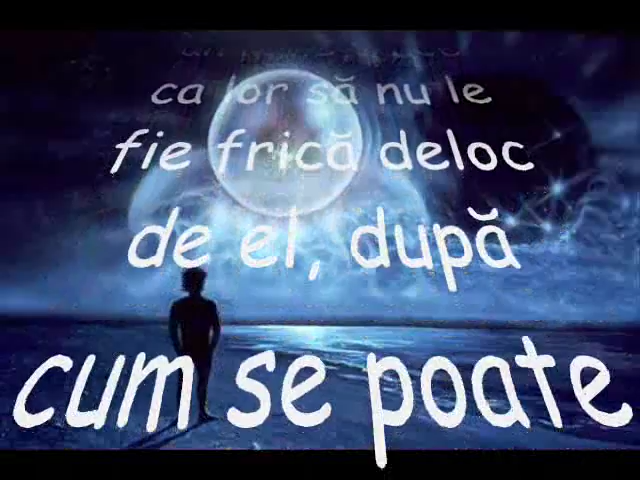 ca lor să nu le
fie frică deloc
de el, după
cum se poate